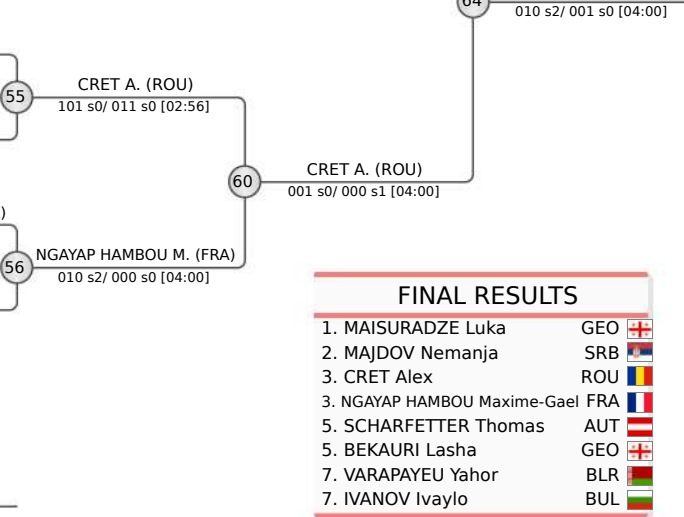 64
010 s2/ 001 s0 [04:00]
CRET A. (ROU)
55
101 s0/ 011 s0 [02:56]
CRET A. (ROU)
60
001 s0/ 000 s1 [04:00]
)
NGAYAP HAMBOU M. (FRA)
56
010 s2/ 000 s0 [04:00]
FINAL RESULTS
1. MAISURADZE Luka GEO
2. MAJDOV Nemanja SRB
3. CRET Alex ROU
3. NGAYAP HAMBOU Maxime-Gael FRA
5. SCHARFETTER Thomas AUT
5. BEKAURI Lasha GEO
7. VARAPAYEU Yahor BLR
7. IVANOV Ivaylo BUL